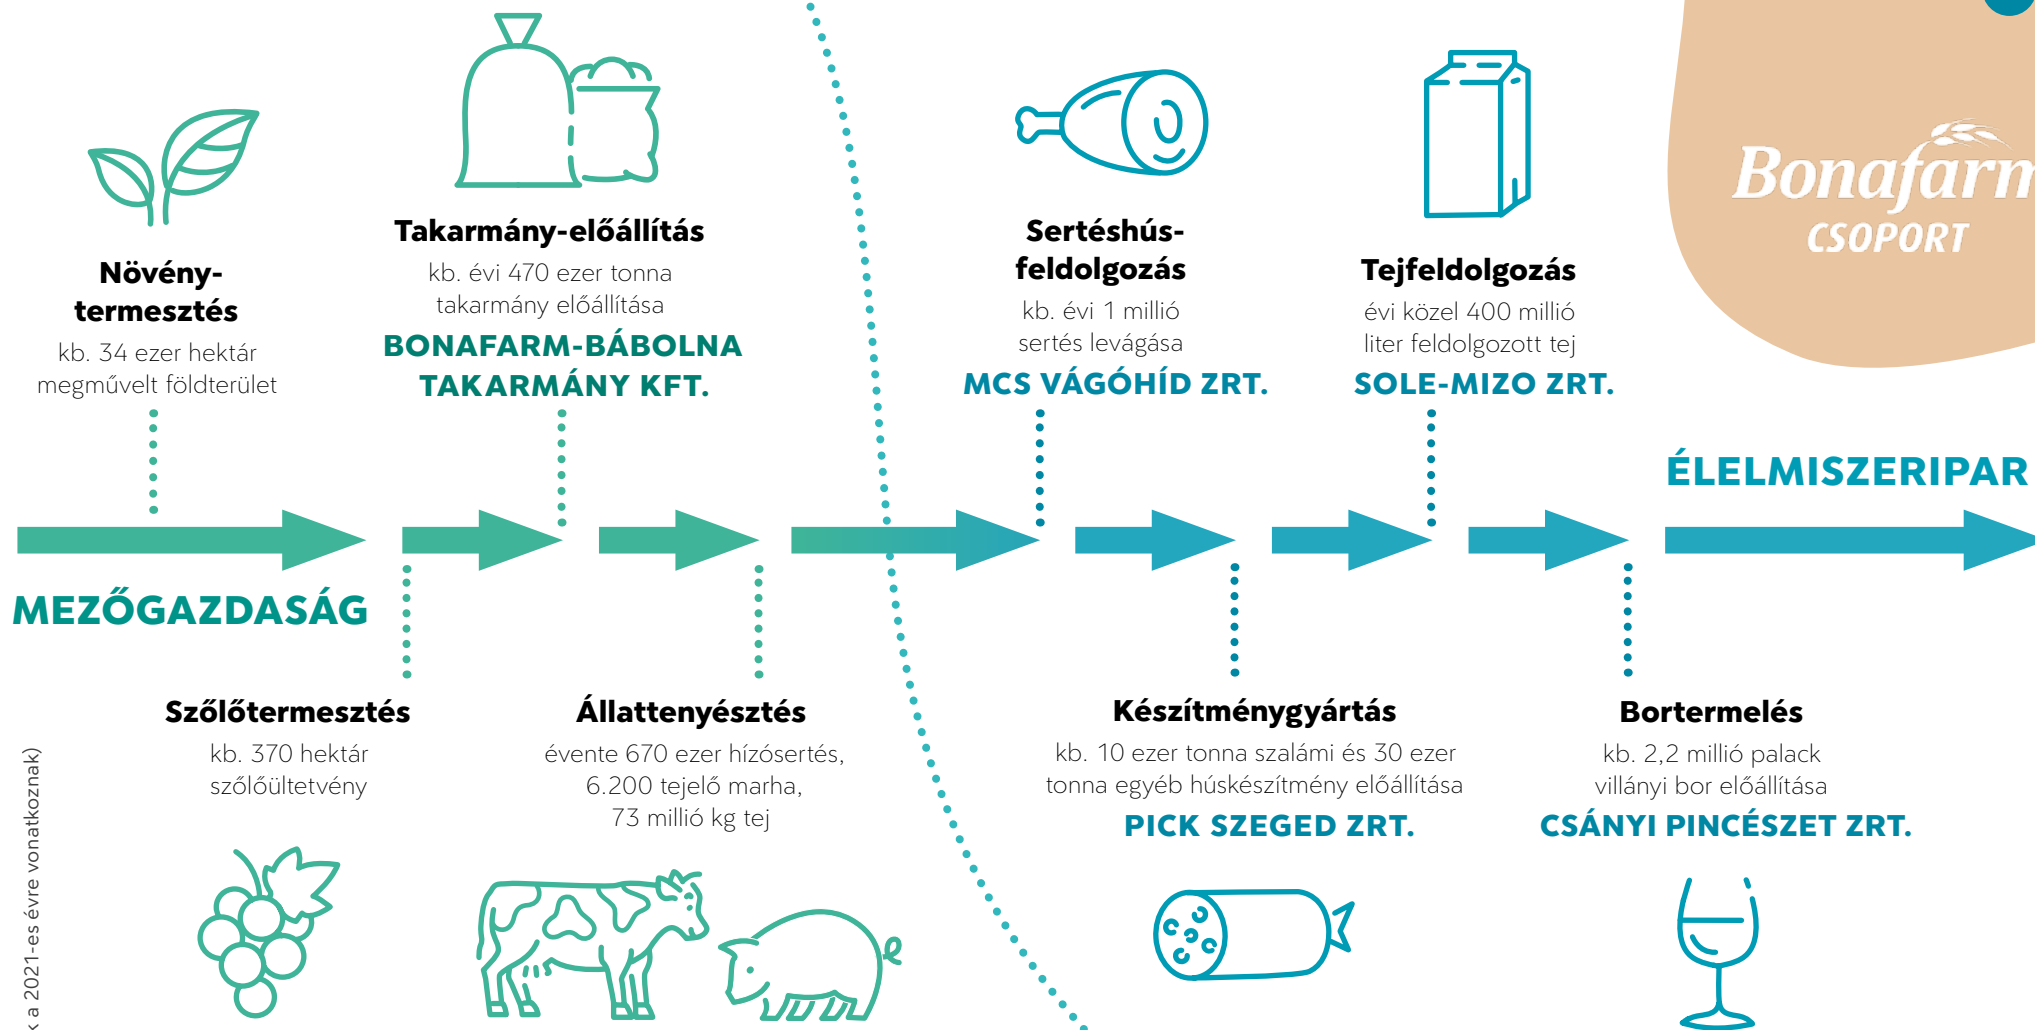 Növény-
termesztés
kb. 34 ezer hektár
megművelt földterület
Takarmány-előállítás
kb. évi 470 ezer tonna
takarmány előállítása
BONAFARM-BÁBOLNA
TAKARMÁNY KFT.
Sertéshús-
feldolgozás
kb. évi 1 millió
sertés levágása
MCS VÁGÓHÍD ZRT.
Tejfeldolgozás
évi közel 400 millió
liter feldolgozott tej
SOLE-MIZO ZRT.
Bonafarm
CSOPORT
ÉLELMISZERIPAR
MEZŐGAZDASÁG
Szőlőtermesztés
kb. 370 hektár
szőlőültetvény
Állattenyésztés
évente 670 ezer hízósertés,
6.200 tejelő marha,
73 millió kg tej
Készítménygyártás
kb. 10 ezer tonna szalámi és 30 ezer
tonna egyéb húskészítmény előállítása
PICK SZEGED ZRT.
Bortermelés
kb. 2,2 millió palack
villányi bor előállítása
CSÁNYI PINCÉSZET ZRT.
k a 2021-es évre vonatkoznak)